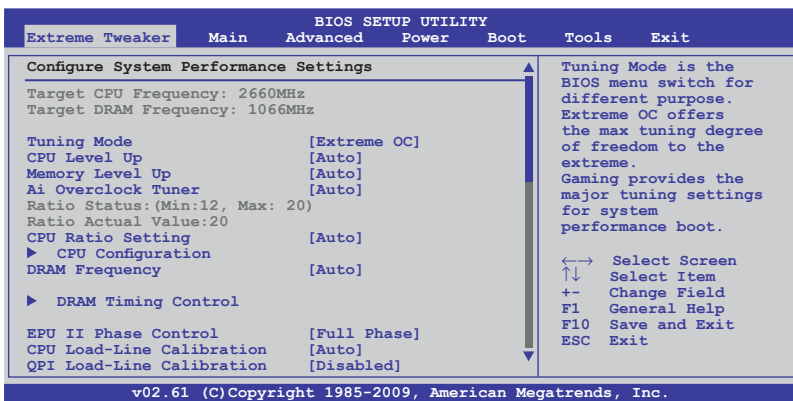 BIOS SETUP UTILITY
Extreme Tweaker Main Advanced Power Boot Tools Exit
Configure System Performance Settings
Target CPU Frequency: 2660MHz
Target DRAM Frequency: 1066MHz
Tuning Mode [Extreme OC]
CPU Level Up [Auto]
Memory Level Up [Auto]
Ai Overclock Tuner [Auto]
Ratio Status:(Min:12, Max: 20)
Ratio Actual Value:20
CPU Ratio Setting [Auto]
CPU Configuration
DRAM Frequency [Auto]
DRAM Timing Control
EPU II Phase Control [Full Phase]
CPU Load-Line Calibration [Auto]
QPI Load-Line Calibration [Disabled]
Tuning Mode is the
BIOS menu switch for
different purpose.
Extreme OC offers
the max tuning degree
of freedom to the
extreme.
Gaming provides the
major tuning settings
for system
performance boot.
←→ Select Screen
↑↓ Select Item
+- Change Field
F1 General Help
F10 Save and Exit
ESC Exit
v02.61 (C)Copyright 1985-2009, American Megatrends, Inc.